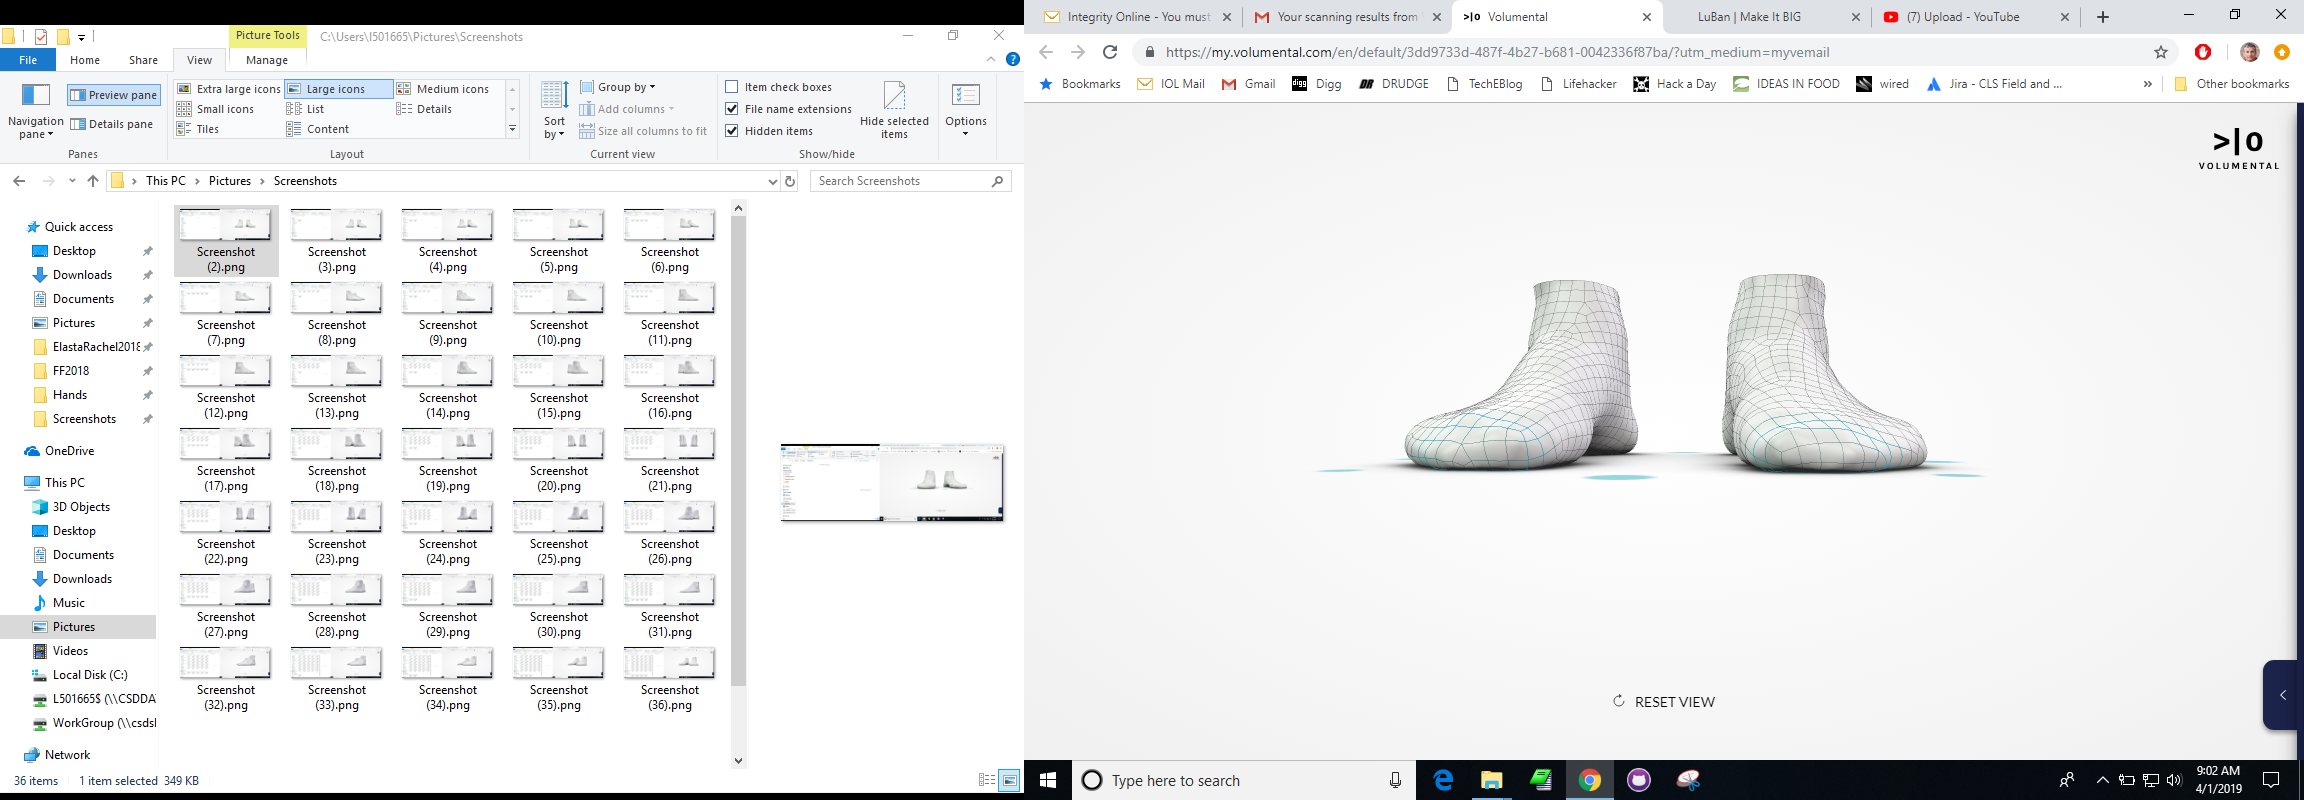 Picture Tools
C:\Users\I501665\Pictures\Screenshots
File
Home
Share
View
Manage
Navigation pane
Preview pane
Details pane
Panes
Extra large icons
Large icons
Medium icons
Small icons
List
Details
Tiles
Content
Layout
Sort by
Group by
Add columns
Size all columns to fit
Current view
Item check boxes
File name extensions
Hidden items
Hide selected items
Show/hide
Options
This PC
Pictures
Screenshots
Search Screenshots
Quick access
Desktop
Downloads
Documents
Pictures
ElastaRachel2018
FF2018
Hands
Screenshots
OneDrive
This PC
3D Objects
Desktop
Documents
Downloads
Music
Pictures
Videos
Local Disk (C:)
L501665$ (\\CSDDA
WorkGroup (\\csdsl
Network
Screenshot (2).png
Screenshot (3).png
Screenshot (4).png
Screenshot (5).png
Screenshot (6).png
Screenshot (7).png
Screenshot (8).png
Screenshot (9).png
Screenshot (10).png
Screenshot (11).png
Screenshot (12).png
Screenshot (13).png
Screenshot (14).png
Screenshot (15).png
Screenshot (16).png
Screenshot (17).png
Screenshot (18).png
Screenshot (19).png
Screenshot (20).png
Screenshot (21).png
Screenshot (22).png
Screenshot (23).png
Screenshot (24).png
Screenshot (25).png
Screenshot (26).png
Screenshot (27).png
Screenshot (28).png
Screenshot (29).png
Screenshot (30).png
Screenshot (31).png
Screenshot (32).png
Screenshot (33).png
Screenshot (34).png
Screenshot (35).png
Screenshot (36).png
36 items
1 item selected 349 KB
Integrity Online - You must
Your scanning results from
>|o Volumental
LuBan | Make It BIG
(7) Upload - YouTube
https://my.volumental.com/en/default/3dd9733d-487f-4b27-b681-0042336f87ba/?utm_medium=myvemail
Bookmarks
IOL Mail
Gmail
digg
Digg
DRUDGE
TechEBlog
Lifehacker
Hack a Day
IDEAS IN FOOD
wired
Jira - CLS Field and ...
»
Other bookmarks
>|o
VOLUMENTAL
RESET VIEW
Type here to search
9:02 AM
4/1/2019